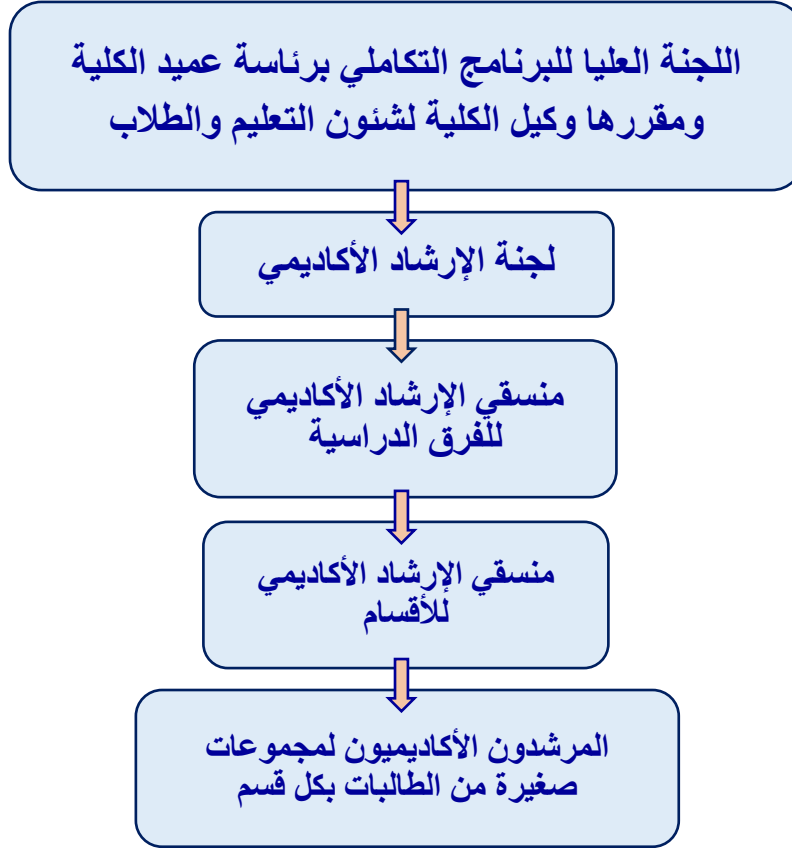 اللجنة العليا للبرنامج التكاملي برئاسة عميد الكلية
ومقررها وكيل الكلية لشئون التعليم والطلاب
لجنة الإرشاد الأكاديمي
منسقي الإرشاد الأكاديمي
للفرق الدراسية
منسقي الإرشاد الأكاديمي
للأقسام
المرشدون الأكاديميون لمجموعات
صغيرة من الطالبات بكل قسم